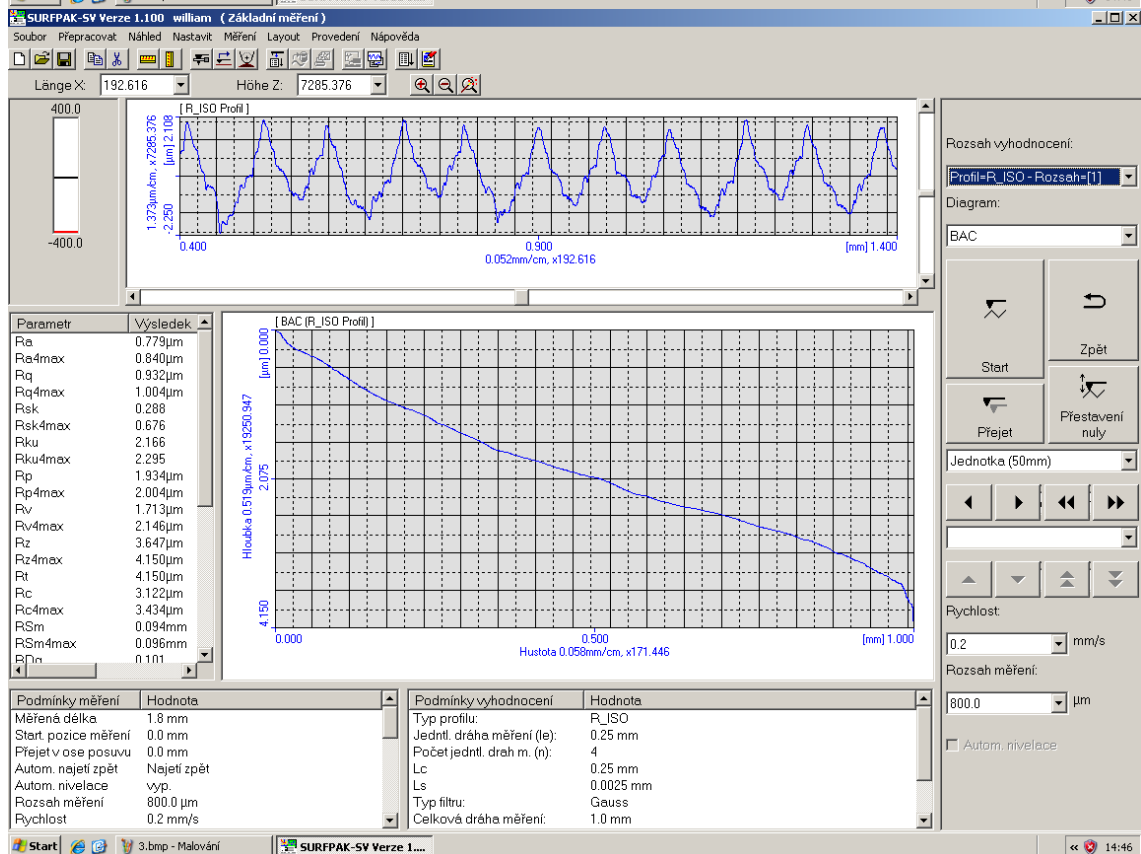 SURFPAK-SV Verze 1.100 william ( Základní měření )
Soubor Přepracovat Náhled Nastavit Měření Layout Provedení Nápověda
Länge X: 192.616 Höhe Z: 7285.376
400.0
-400.0
[ R_ISO Profil ]
1.373µm/cm, x7285.376
-2.250 [µm] 2.108
0.400 0.900 [mm] 1.400
0.052mm/cm, x192.616
Parametr Výsledek
Ra 0.779µm
Ra4max 0.840µm
Rq 0.932µm
Rq4max 1.004µm
Rsk 0.288
Rsk4max 0.676
Rku 2.166
Rku4max 2.295
Rp 1.934µm
Rp4max 2.004µm
Rv 1.713µm
Rv4max 2.146µm
Rz 3.647µm
Rz4max 4.150µm
Rt 4.150µm
Rc 3.122µm
Rc4max 3.434µm
RSm 0.094mm
RSm4max 0.096mm
RDq 0.101
[ BAC (R_ISO Profil) ]
Hloubka 0.519µm/cm, x19250.947
4.150 2.075 [µm] 0.000
0.000 0.500 [mm] 1.000
Hustota 0.058mm/cm, x171.446
Rozsah vyhodnocení:
Profil=R_ISO - Rozsah=[1]
Diagram:
BAC
Start
Zpět
Přejet
Přestavení
nuly
Jednotka (50mm)
Rychlost:
0.2 mm/s
Rozsah měření:
800.0 µm
Autom. nivelace
Podmínky měření Hodnota
Měřená délka 1.8 mm
Start. pozice měření 0.0 mm
Přejet v ose posuvu 0.0 mm
Autom. najetí zpět Najetí zpět
Autom. nivelace vyp.
Rozsah měření 800.0 µm
Rychlost 0.2 mm/s
Podmínky vyhodnocení Hodnota
Typ profilu: R_ISO
Jedntl. dráha měření (le): 0.25 mm
Počet jedntl. drah m. (n): 4
Lc 0.25 mm
Ls 0.0025 mm
Typ filtru: Gauss
Celková dráha měření: 1.0 mm
Start 3.bmp - Malování SURFPAK-SV Verze 1.... 14:46